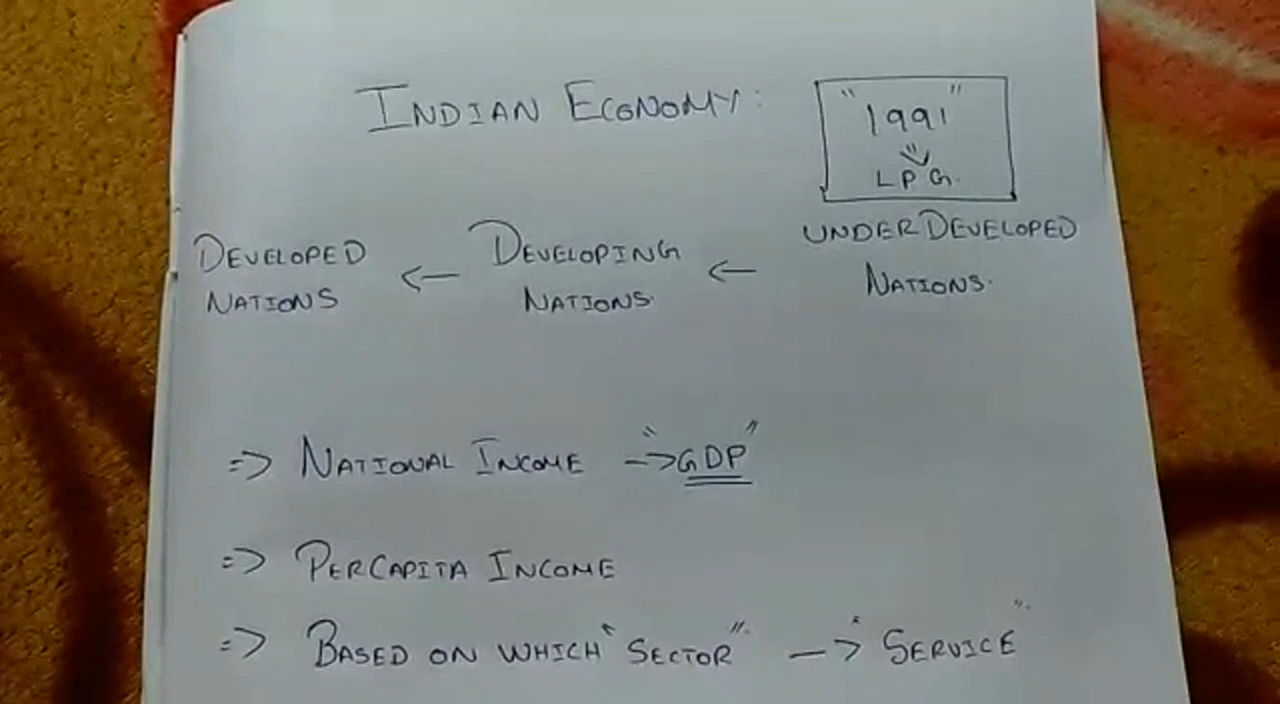 INDIAN ECONOMY:
"1991"
⇓
LPG.
DEVELOPED NATIONS ← DEVELOPING NATIONS. ← UNDERDEVELOPED NATIONS.
⇒ NATIONAL INCOME → "GDP"
⇒ PERCAPITA INCOME
⇒ BASED ON WHICH "SECTOR". → "SERVICE".